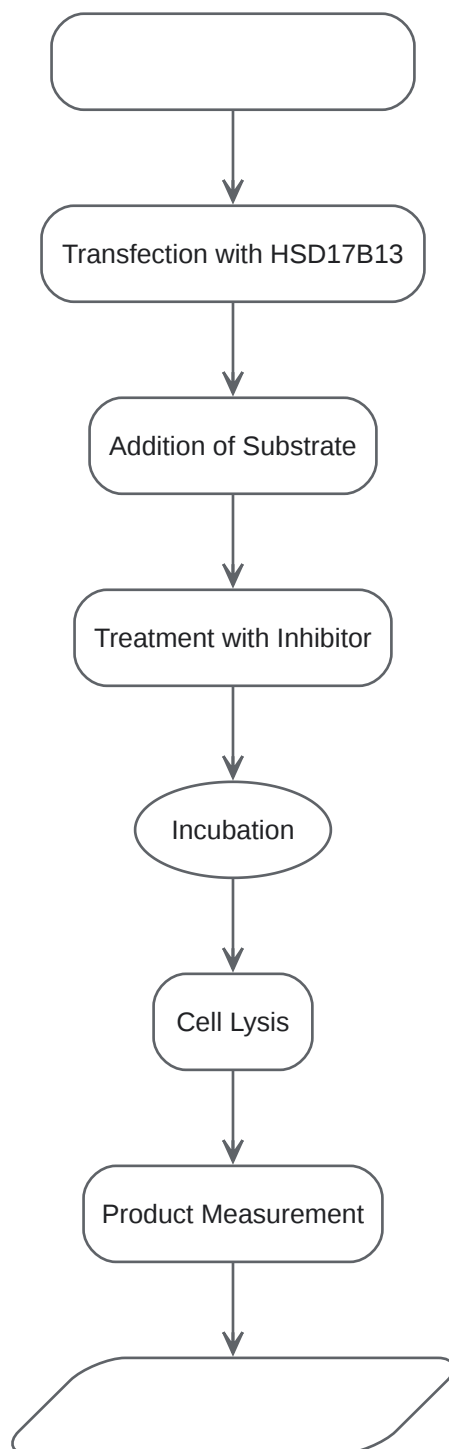 Transfection with HSD17B13
Addition of Substrate
Treatment with Inhibitor
Incubation
Cell Lysis
Product Measurement